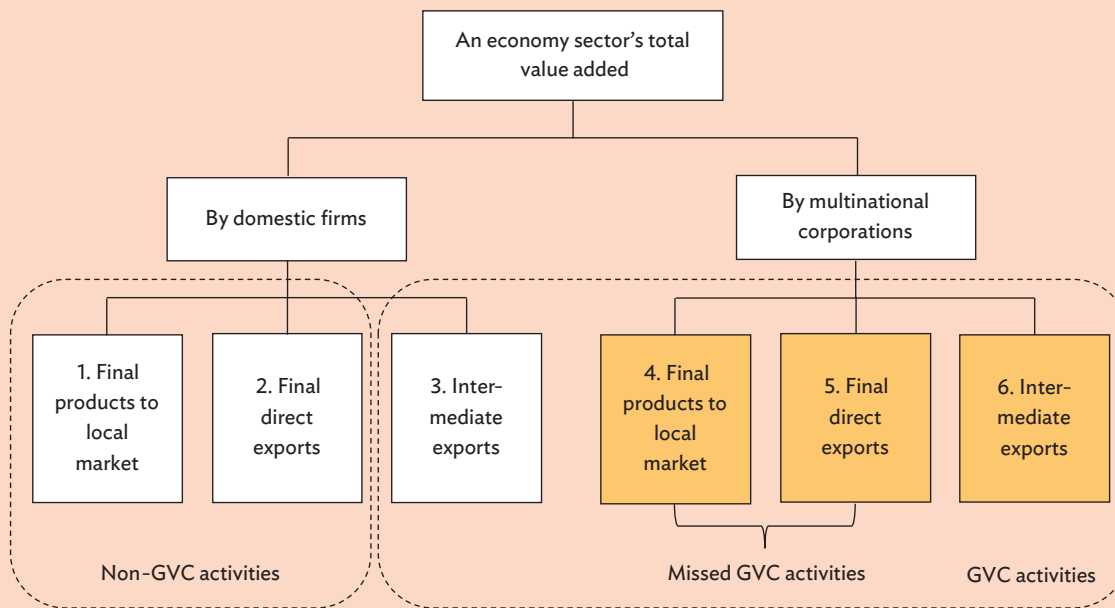 An economy sector’s total
value added
By domestic firms
By multinational
corporations
1. Final
products to
local
market
2. Final
direct
exports
3. Inter-
mediate
exports
4. Final
products to
local
market
5. Final
direct
exports
6. Inter-
mediate
exports
Non–GVC activities
Missed GVC activities
GVC activities